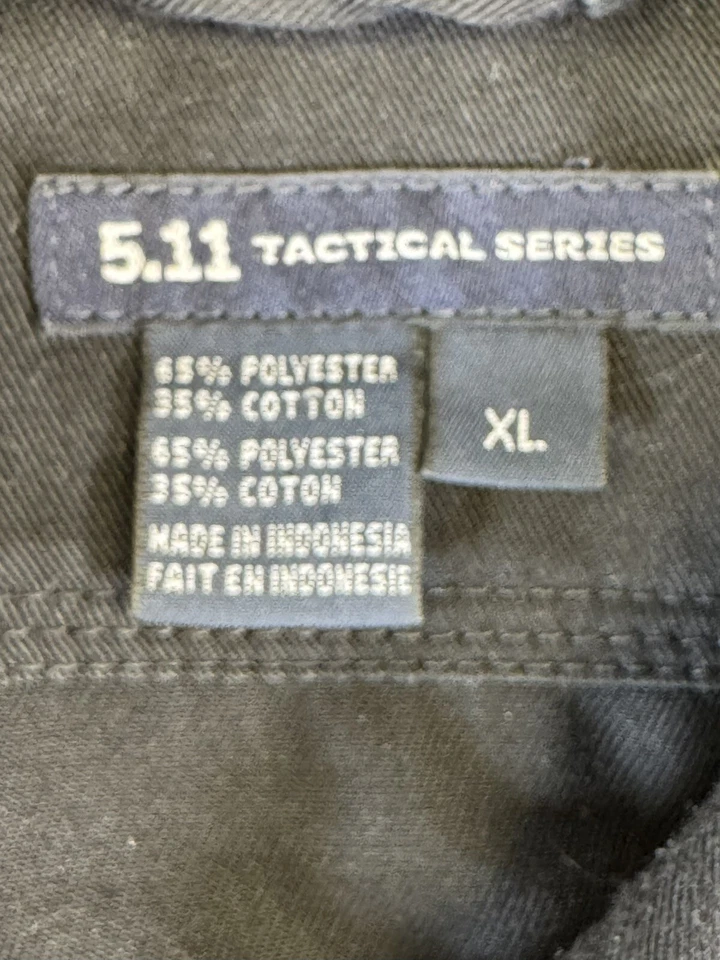 5.11 TACTICAL SERIES
65% POLYESTER
35% COTTON
65% POLYESTER
35% COTON
MADE IN INDONESIA
FAIT EN INDONESIE
XL